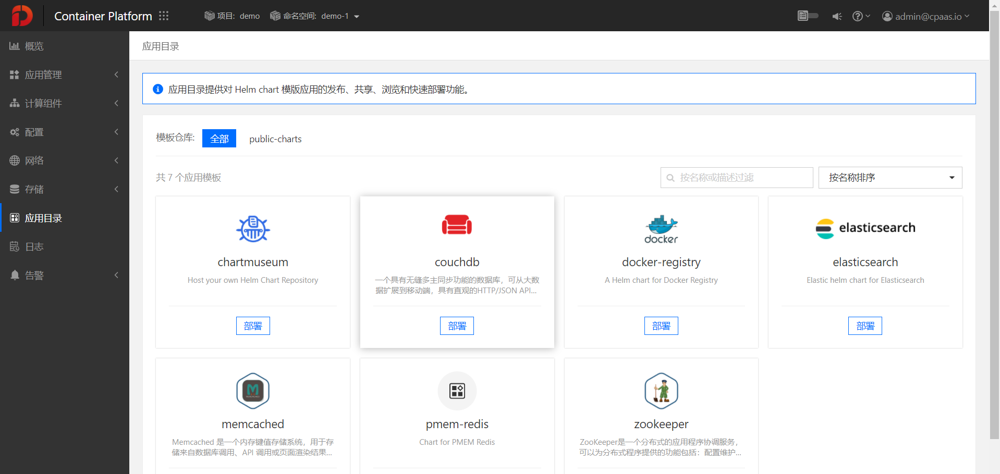 Container Platform
项目: demo
命名空间: demo-1
admin@cpaas.io
概览
应用管理
计算组件
配置
网络
存储
应用目录
日志
告警
应用目录
应用目录提供对 Helm chart 模版应用的发布、共享、浏览和快速部署功能。
模板仓库: 全部 public-charts
共 7 个应用模板
按名称或描述过滤
按名称排序
chartmuseum
Host your own Helm Chart Repository
部署
couchdb
一个具有无缝多主同步功能的数据库，可从大数
据扩展到移动端，具有直观的HTTP/JSON API...
部署
docker
docker-registry
A Helm chart for Docker Registry
部署
elasticsearch
elasticsearch
Elastic helm chart for Elasticsearch
部署
M
memcached
Memcached 是一个内存键值存储系统，用于存
储来自数据库调用、API 调用或页面渲染结果...
pmem-redis
Chart for PMEM Redis
zookeeper
ZooKeeper是一个分布式的应用程序协调服务，
可以为分布式程序提供的功能包括：配置维护...